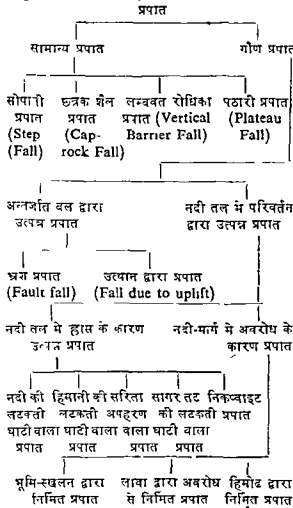 प्रपात
सामान्य प्रपात गौण प्रपात
सोपानी छत्रक शैल लम्बवत रोधिका पठारी प्रपात
प्रपात प्रपात प्रपात (Vertical (Plateau
(Step (Cap- Barrier Fall) Fall)
(Fall) rock Fall)
अन्तर्जात बल द्वारा नदी तल मे परिवर्तन
उत्पन्न प्रपात द्वारा उत्पन्न प्रपात
भ्रश प्रपात उत्थान द्वारा प्रपात
(Fault fall) (Fall due to uplift)
नदी तल मे ह्रास के कारण नदी-मार्ग मे अवरोध के
उत्पन्न प्रपात कारण प्रपात
नदी की हिमानी की सरिता सागर तट निकप्वाइट
लटकती लटकती अपहरण की लटकती प्रपात
घाटी वाला घाटी वाला वाला घाटी वाला
प्रपात प्रपात प्रपात प्रपात
भूमि-स्खलन द्वारा लावा द्वारा अवरोध हिमोढ द्वारा
निर्मित प्रपात से निर्मित प्रपात निर्मित प्रपात